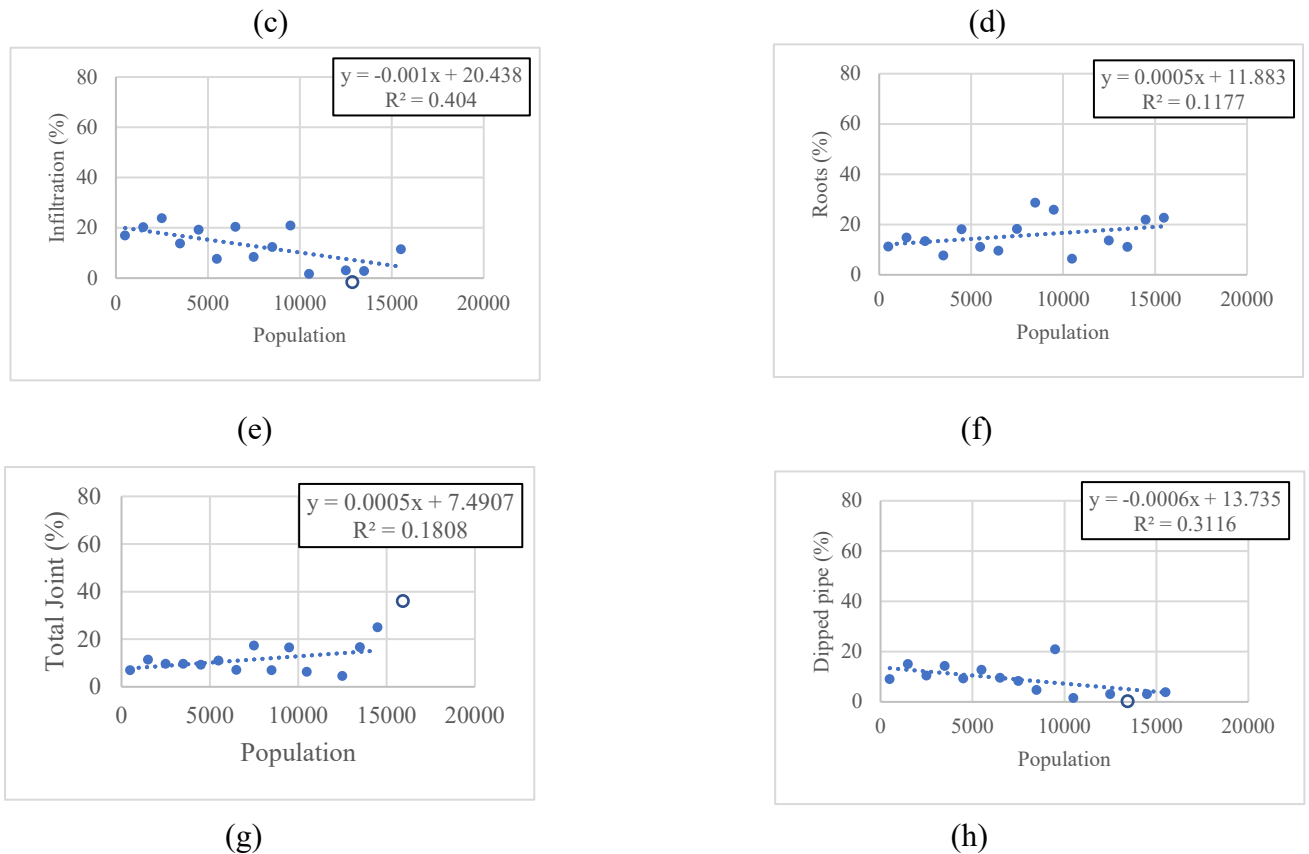 (c)
(d)
y = -0.001x + 20.438
R² = 0.404
80
60
40
20
0
Infiltration (%)
0 5000 10000 15000 20000
Population
y = 0.0005x + 11.883
R² = 0.1177
80
60
40
20
0
Roots (%)
0 5000 10000 15000 20000
Population
(e)
(f)
y = 0.0005x + 7.4907
R² = 0.1808
80
60
40
20
0
Total Joint (%)
0 5000 10000 15000 20000
Population
y = -0.0006x + 13.735
R² = 0.3116
80
60
40
20
0
Dipped pipe (%)
0 5000 10000 15000 20000
Population
(g)
(h)